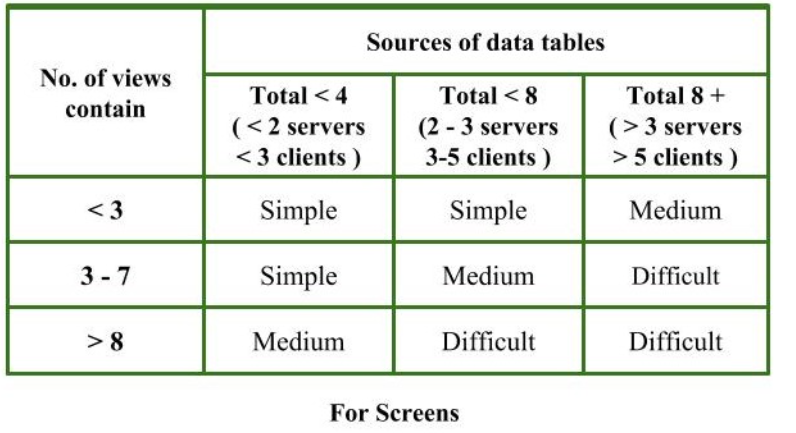 Sources of data tables
No. of views
contain
Total < 4
( < 2 servers
< 3 clients )
Total < 8
(2 - 3 servers
3-5 clients )
Total 8 +
( > 3 servers
> 5 clients )
< 3
Simple
Simple
Medium
3 - 7
Simple
Medium
Difficult
> 8
Medium
Difficult
Difficult
For Screens